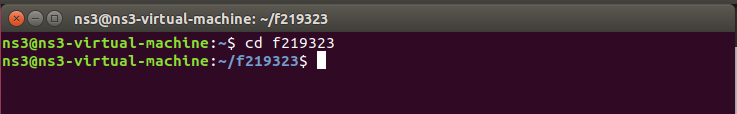 ns3@ns3-virtual-machine: ~/f219323
ns3@ns3-virtual-machine:~$ cd f219323
ns3@ns3-virtual-machine:~/f219323$